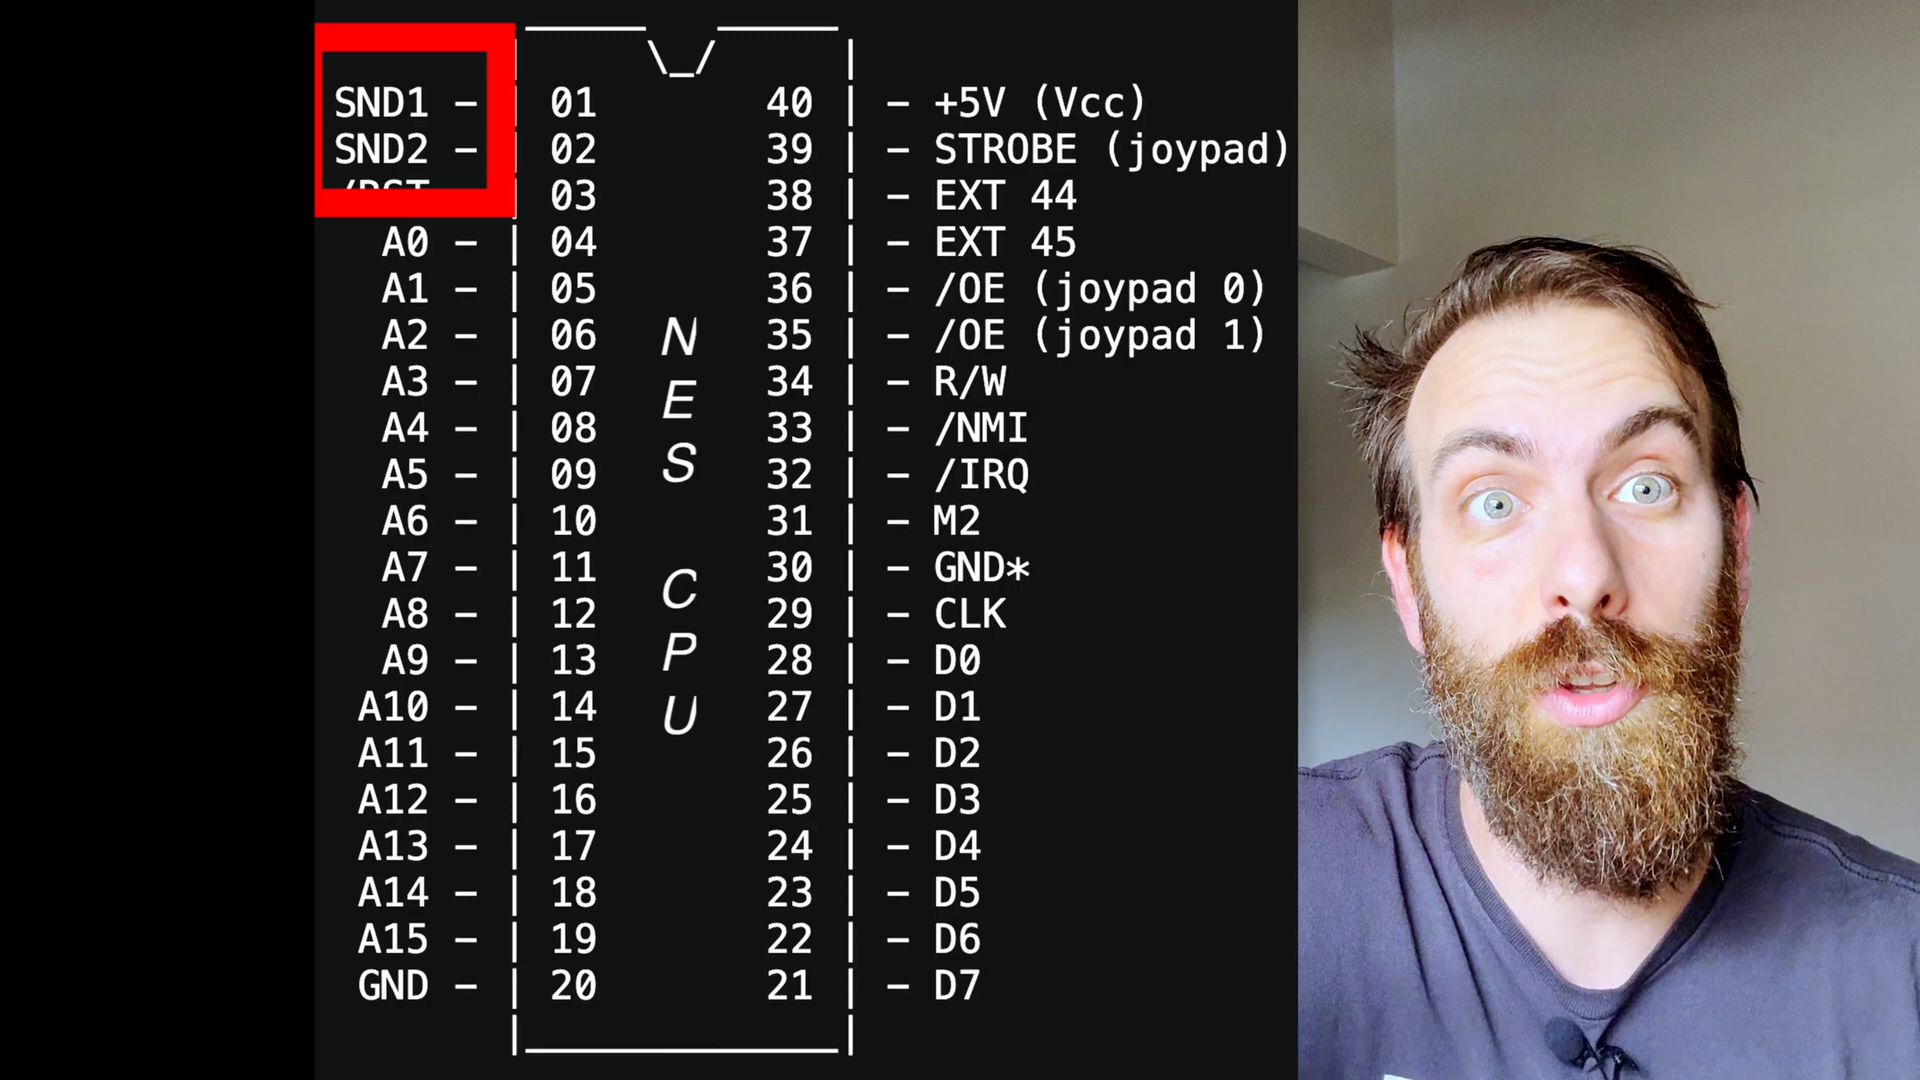 SND1 - 01 40 - +5V (Vcc)
SND2 - 02 39 - STROBE (joypad)
/RST 03 38 - EXT 44
A0 - 04 37 - EXT 45
A1 - 05 36 - /OE (joypad 0)
A2 - 06 35 - /OE (joypad 1)
A3 - 07 34 - R/W
A4 - 08 33 - /NMI
A5 - 09 32 - /IRQ
A6 - 10 31 - M2
A7 - 11 30 - GND*
A8 - 12 29 - CLK
A9 - 13 28 - D0
A10 - 14 27 - D1
A11 - 15 26 - D2
A12 - 16 25 - D3
A13 - 17 24 - D4
A14 - 18 23 - D5
A15 - 19 22 - D6
GND - 20 21 - D7
NES CPU